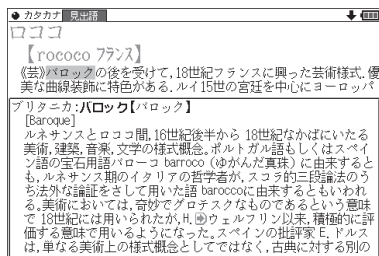 カタカナ 見出語
ロココ
【rococo フランス】
《芸》バロックの後を受けて,18世紀フランスに興った芸術様式.優
美な曲線装飾に特色がある.ルイ15世の宮廷を中心にヨーロッパ
ブリタニカ:バロック【バロック】
[Baroque]
ルネサンスとロココ間,16世紀後半から 18世紀なかばにいたる
美術,建築,音楽,文学の様式概念。ポルトガル語もしくはスペイ
ン語の宝石用語バローコ barroco (ゆがんだ真珠) に由来すると
も,ルネサンス期のイタリアの哲学者が,スコラ的三段論法のう
ち法外な論証をさして用いた語 baroccoに由来するともいわれ
る。美術においては,奇妙でグロテスクなものであるという意味
で 18世紀には用いられたが,H.ウェルフリン以来,積極的に評
価する意味で用いるようになった。スペインの批評家 E.ドルス
は,単なる美術上の様式概念としてではなく,古典に対する別の